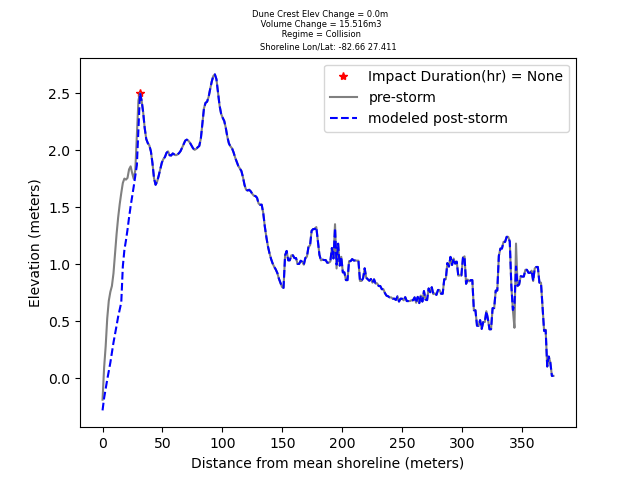 Dune Crest Elev Change = 0.0m
Volume Change = 15.516m3
Regime = Collision
Shoreline Lon/Lat: -82.66 27.411
Impact Duration(hr) = None
pre-storm
modeled post-storm
Elevation (meters)
2.5
2.0
1.5
1.0
0.5
0.0
0 50 100 150 200 250 300 350
Distance from mean shoreline (meters)